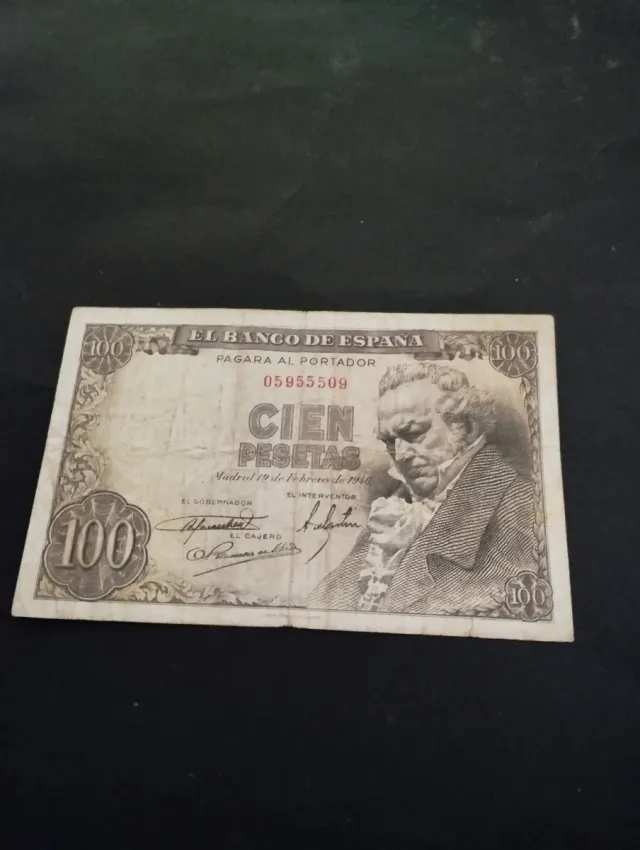 EL BANCO DE ESPAÑA
100
100
PAGARA AL PORTADOR
05955509
CIEN
PESETAS
Madrid 19 de Febrero de 1946
EL GOBERNADOR
EL INTERVENTOR
EL CAJERO
100
100